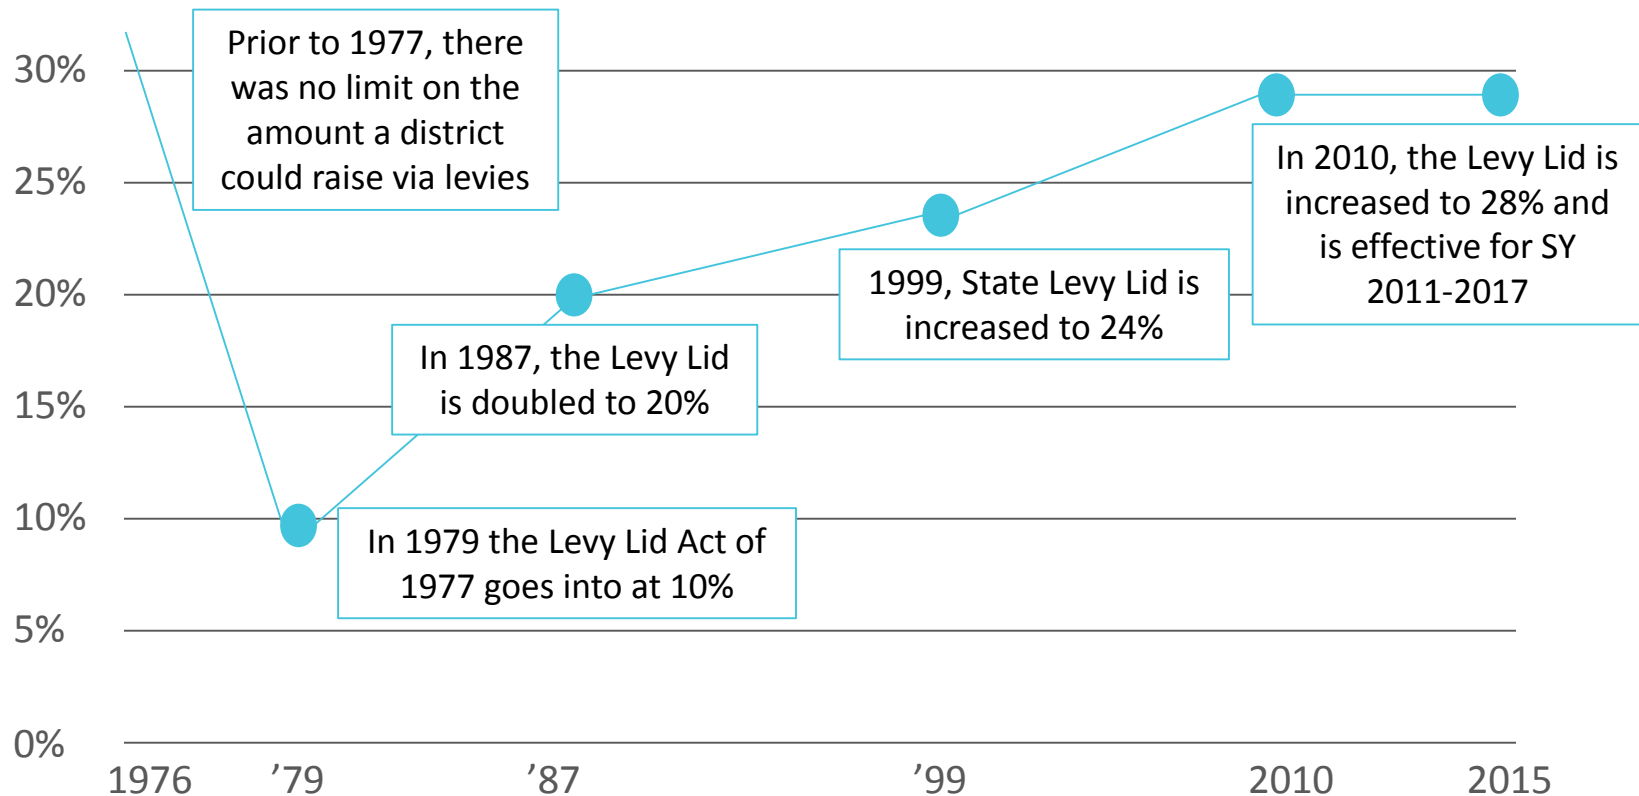 30%
25%
20%
15%
10%
5%
0%
Prior to 1977, there
was no limit on the
amount a district
could raise via levies
In 2010, the Levy Lid is
increased to 28% and
is effective for SY
2011-2017
1999, State Levy Lid is
increased to 24%
In 1987, the Levy Lid
is doubled to 20%
In 1979 the Levy Lid Act of
1977 goes into at 10%
1976 ’79 ’87 ’99 2010 2015